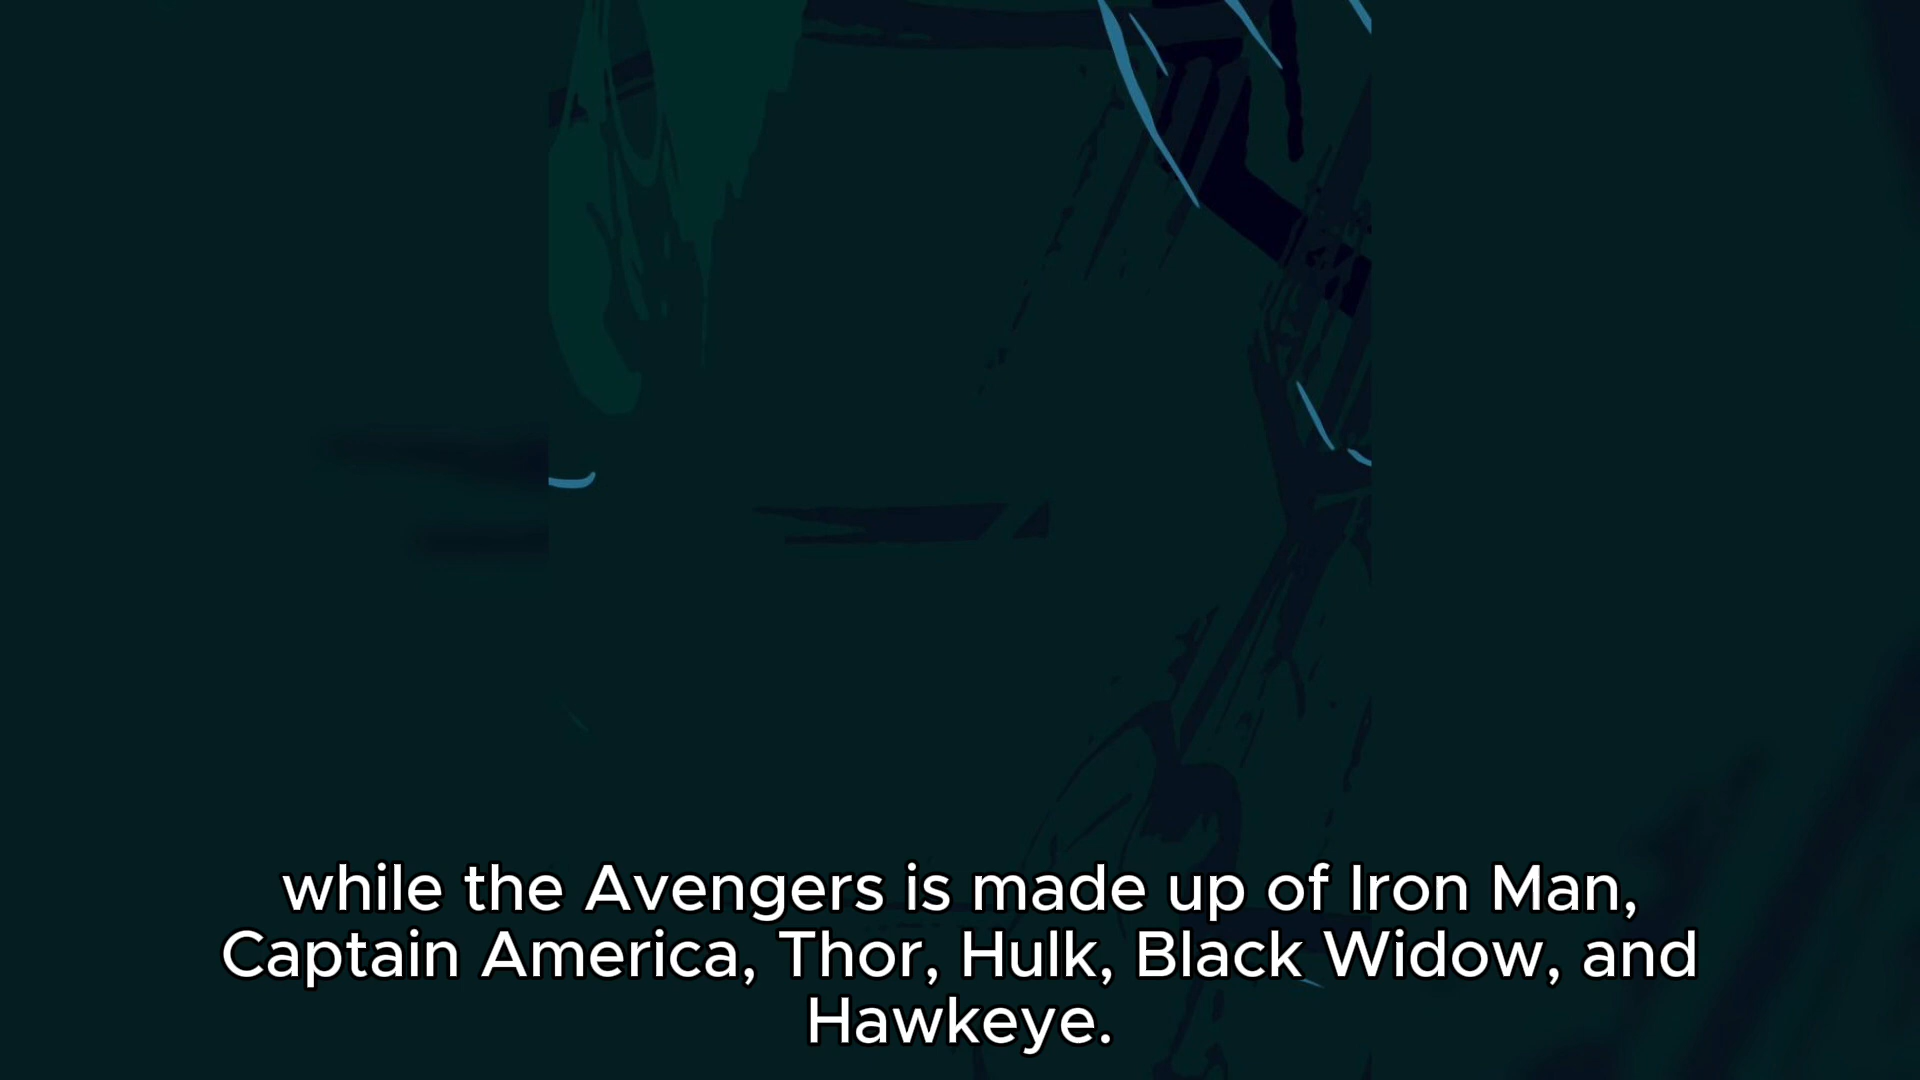 while the Avengers is made up of Iron Man,
Captain America, Thor, Hulk, Black Widow, and
Hawkeye.